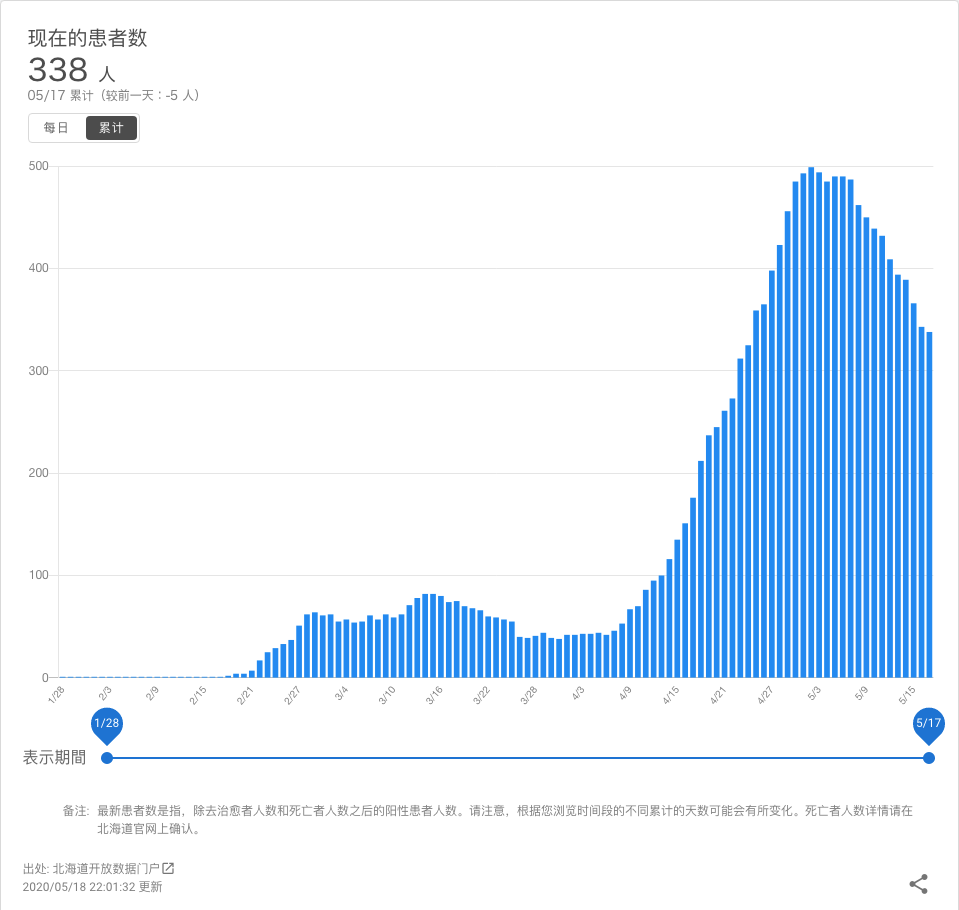 现在的患者数
338 人
05/17 累计（较前一天：-5 人）
每日 累计
500
400
300
200
100
0
1/28 2/3 2/9 2/15 2/21 2/27 3/4 3/10 3/16 3/22 3/28 4/3 4/9 4/15 4/21 4/27 5/3 5/9 5/15
1/28 5/17
表示期間
备注: 最新患者数是指，除去治愈者人数和死亡者人数之后的阳性患者人数。请注意，根据您浏览时间段的不同累计的天数可能会有所变化。死亡者人数详情请在
北海道官网上确认。
出处: 北海道开放数据门户
2020/05/18 22:01:32 更新